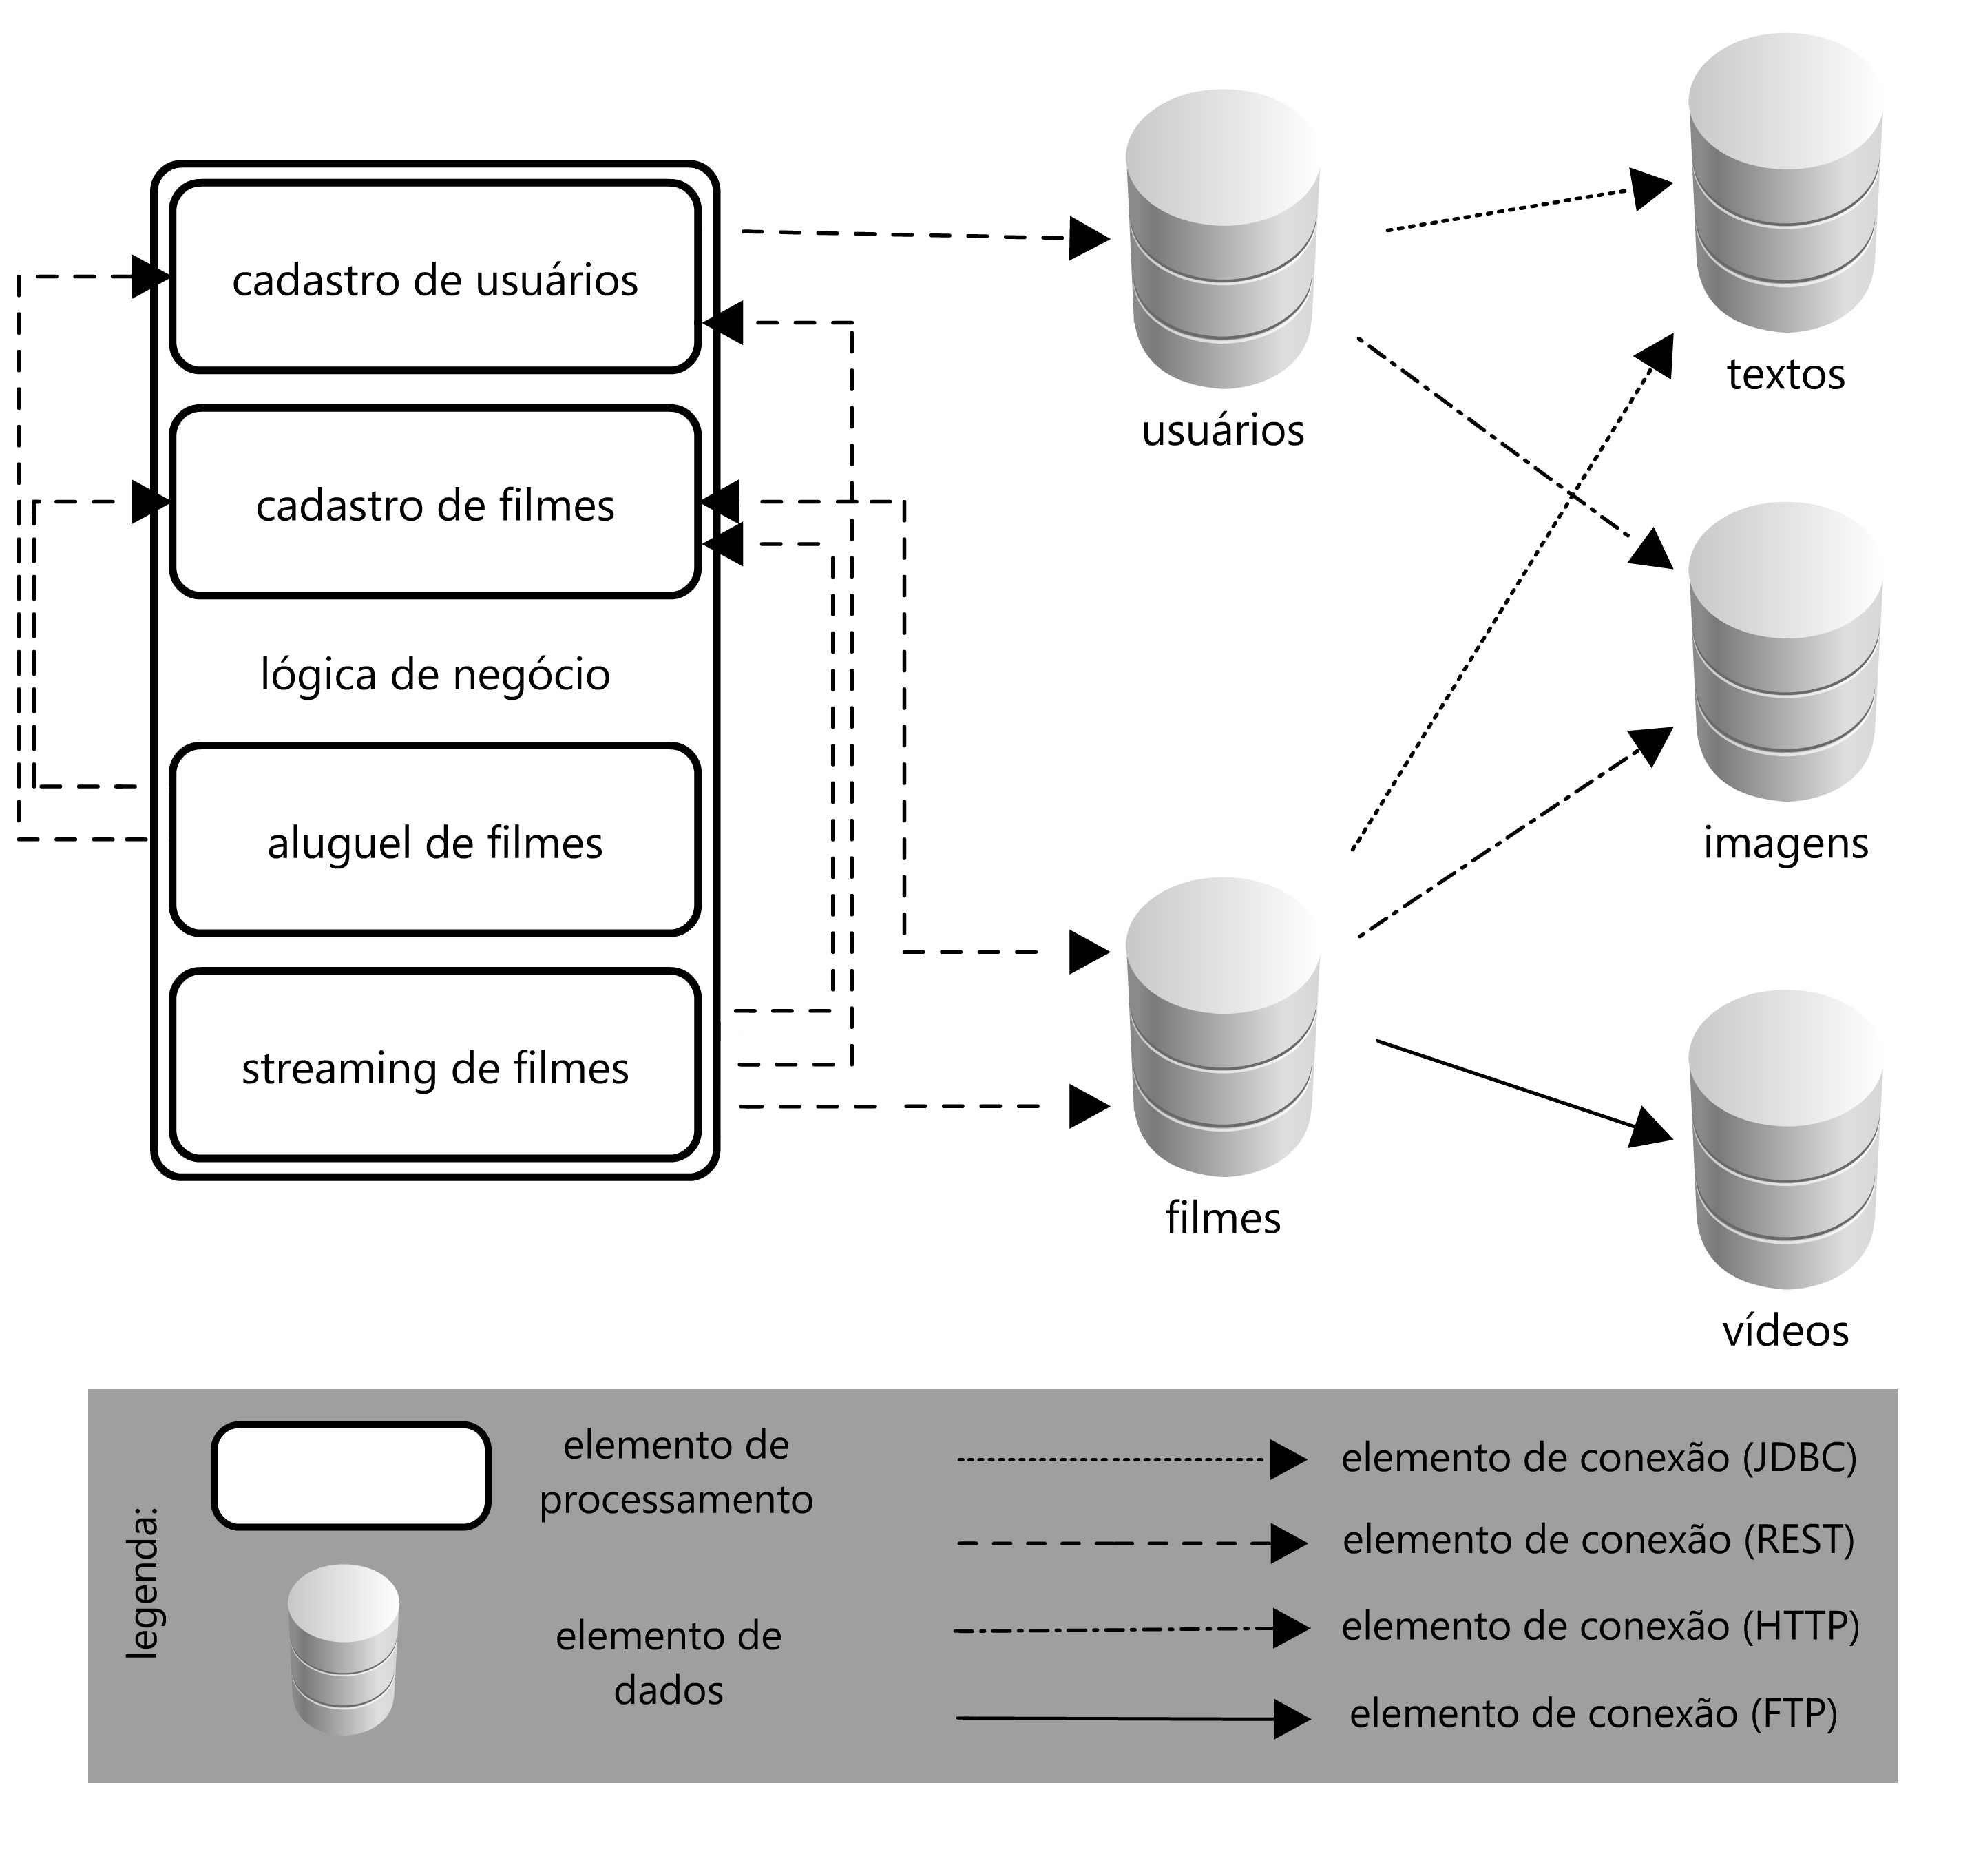 cadastro de usuários
cadastro de filmes
lógica de negócio
aluguel de filmes
streaming de filmes
usuários
filmes
textos
imagens
vídeos
legenda:
elemento de
processamento
elemento de
dados
elemento de conexão (JDBC)
elemento de conexão (REST)
elemento de conexão (HTTP)
elemento de conexão (FTP)